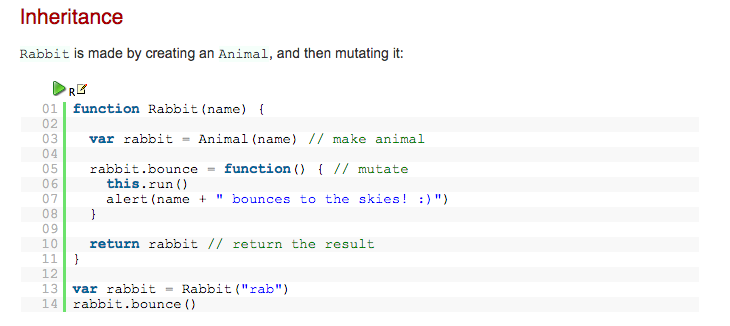 Inheritance
Rabbit is made by creating an Animal, and then mutating it:
R
01 function Rabbit(name) {
02
03   var rabbit = Animal(name) // make animal
04
05   rabbit.bounce = function() { // mutate
06     this.run()
07     alert(name + " bounces to the skies! :)")
08   }
09
10   return rabbit // return the result
11 }
12
13 var rabbit = Rabbit("rab")
14 rabbit.bounce()